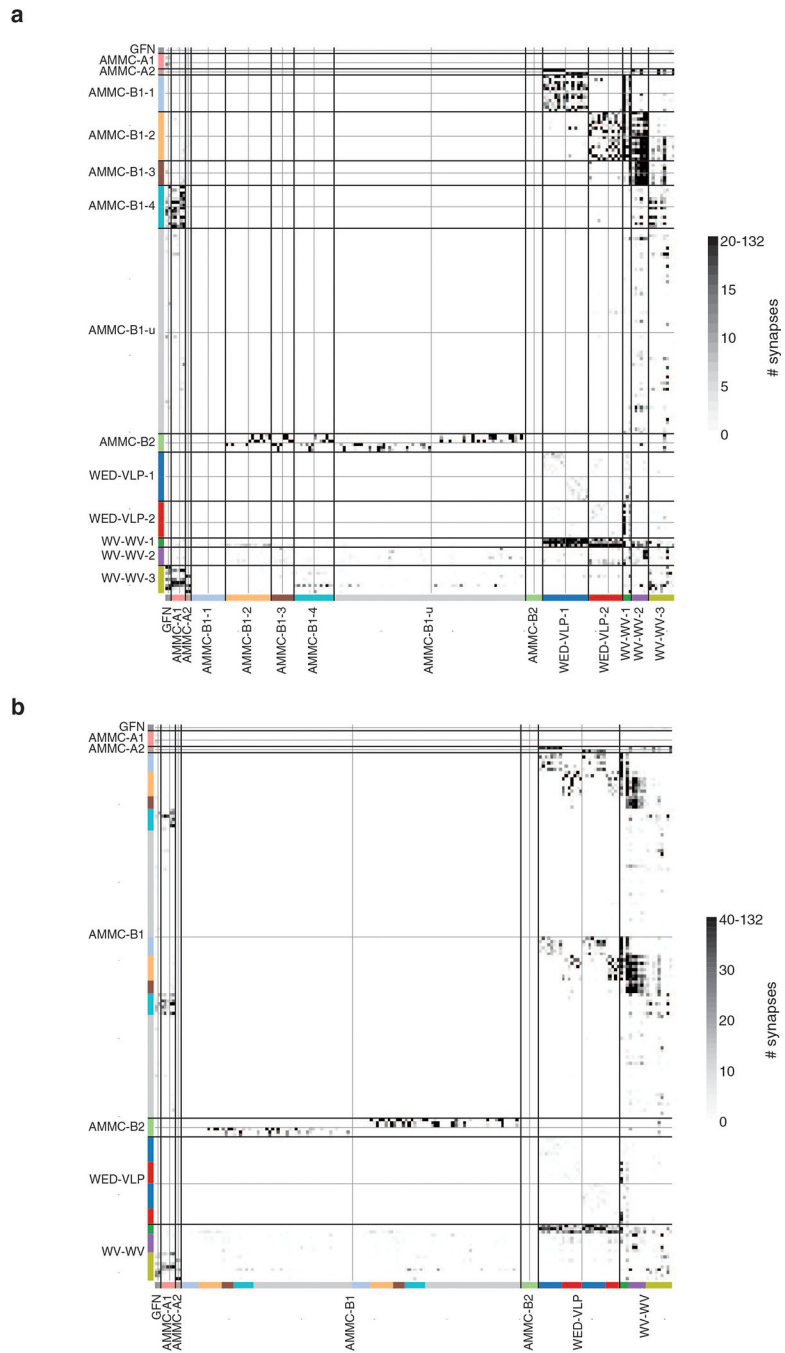 a
GFN
AMMC-A1
AMMC-A2
AMMC-B1-1
AMMC-B1-2
AMMC-B1-3
AMMC-B1-4
AMMC-B1-u
AMMC-B2
WED-VLP-1
WED-VLP-2
WV-WV-1
WV-WV-2
WV-WV-3
GFN
AMMC-A1
AMMC-A2
AMMC-B1-1
AMMC-B1-2
AMMC-B1-3
AMMC-B1-4
AMMC-B1-u
AMMC-B2
WED-VLP-1
WED-VLP-2
WV-WV-1
WV-WV-2
WV-WV-3
20-132
15
10
5
0
# synapses
b
GFN
AMMC-A1
AMMC-A2
AMMC-B1
AMMC-B2
WED-VLP
WV-WV
GFN
AMMC-A1
AMMC-A2
AMMC-B1
AMMC-B2
WED-VLP
WV-WV
40-132
30
20
10
0
# synapses